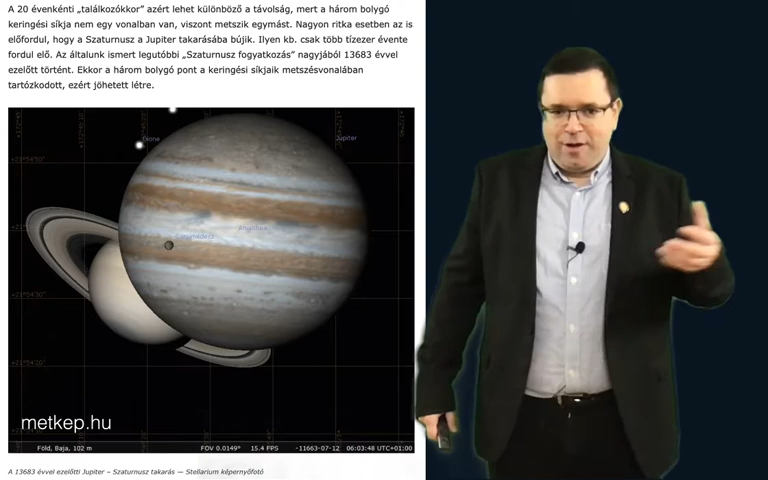 A 20 évenkénti „találkozókkor” azért lehet különböző a távolság, mert a három bolygó
keringési síkja nem egy vonalban van, viszont metszik egymást. Nagyon ritka esetben az is
előfordul, hogy a Szaturnusz a Jupiter takarásába bújik. Ilyen kb. csak több tízezer évente
fordul elő. Az általunk ismert legutóbbi „Szaturnusz fogyatkozás” nagyjából 13683 évvel
ezelőtt történt. Ekkor a három bolygó pont a keringési síkjaik metszésvonalában
tartózkodott, ezért jöhetett létre.
Dione
Jupiter
metkep.hu
Föld, Baja, 102 m FOV 0.0149° 15.4 FPS -11663-07-12 06:03:48 UTC+01:00
A 13683 évvel ezelőtti Jupiter – Szaturnusz takarás — Stellarium képernyőfotó